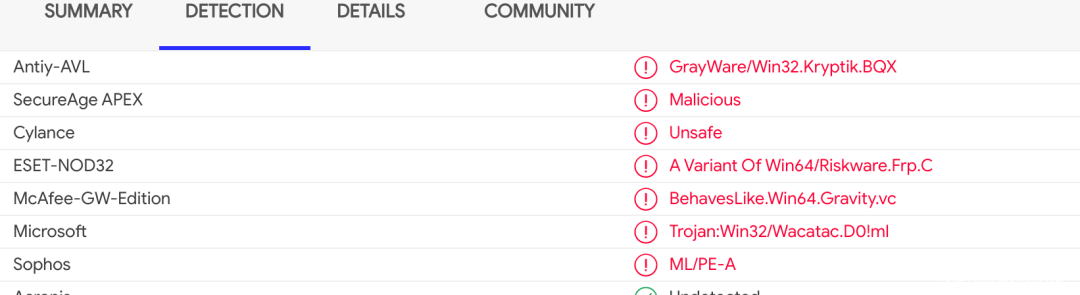 SUMMARY DETECTION DETAILS COMMUNITY
Antiy-AVL GrayWare/Win32.Kryptik.BQX
SecureAge APEX Malicious
Cylance Unsafe
ESET-NOD32 A Variant Of Win64/Riskware.Frp.C
McAfee-GW-Edition BehavesLike.Win64.Gravity.vc
Microsoft Trojan:Win32/Wacatac.D0!ml
Sophos ML/PE-A